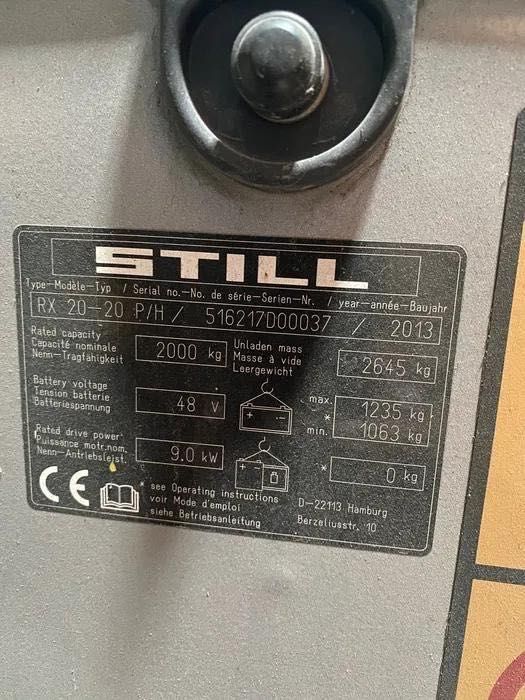 STILL
Type-Modèle-Typ / Serial no.-No. de série-Serien-Nr. / year-année-Baujahr
RX 20-20 P/H / 516217D00037 / 2013
Rated capacity
Capacité nominale
Nenn-Tragfähigkeit
2000 kg
Unladen mass
Masse à vide
Leergewicht
2645 kg
Battery voltage
Tension batterie
Batteriespannung
48 V
max. 1235 kg
*
min. 1063 kg
Rated drive power
Puissance motr.nom.
Nenn-Antriebsleist.
9.0 kW
* 0 kg
CE
* see Operating instructions
voir Mode d'emploi
siehe Betriebsanleitung
D-22113 Hamburg
Berzeliusstr. 10